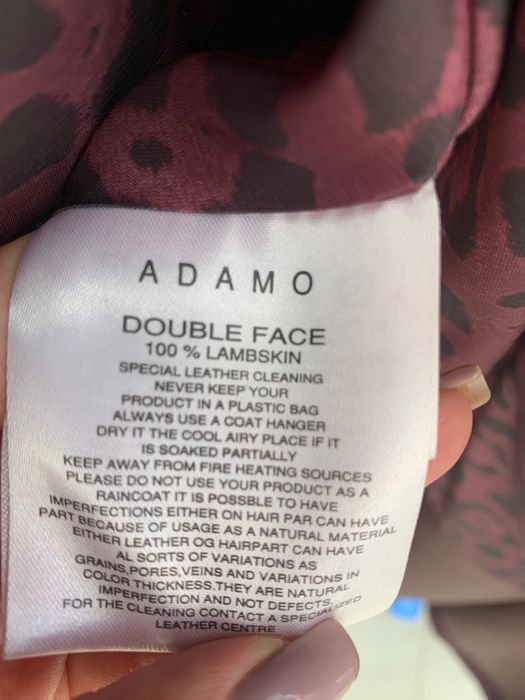 ADAMO
DOUBLE FACE
100 % LAMBSKIN
SPECIAL LEATHER CLEANING
NEVER KEEP YOUR
PRODUCT IN A PLASTIC BAG
ALWAYS USE A COAT HANGER
DRY IT THE COOL AIRY PLACE IF IT
IS SOAKED PARTIALLY
KEEP AWAY FROM FIRE HEATING SOURCES
PLEASE DO NOT USE YOUR PRODUCT AS A
RAINCOAT IT IS POSSBLE TO HAVE
IMPERFECTIONS EITHER ON HAIR PAR CAN HAVE
PART BECAUSE OF USAGE AS A NATURAL MATERIAL
EITHER LEATHER OG HAIRPART CAN HAVE
AL SORTS OF VARIATIONS AS
GRAINS,PORES,VEINS AND VARIATIONS IN
COLOR THICKNESS.THEY ARE NATURAL
IMPERFECTION AND NOT DEFECTS
FOR THE CLEANING CONTACT A SPECIALIZED
LEATHER CENTRE